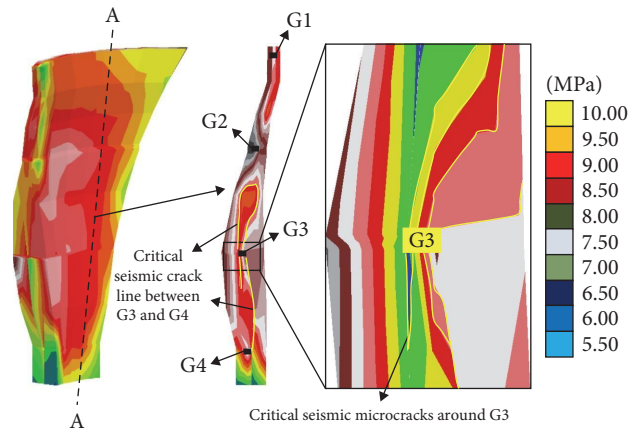 A
G1
(MPa)
10.00
9.50
9.00
8.50
8.00
7.50
7.00
6.50
6.00
5.50
G2
G3
G3
Critical
seismic crack
line between
G3 and G4
G4
A
Critical seismic microcracks around G3